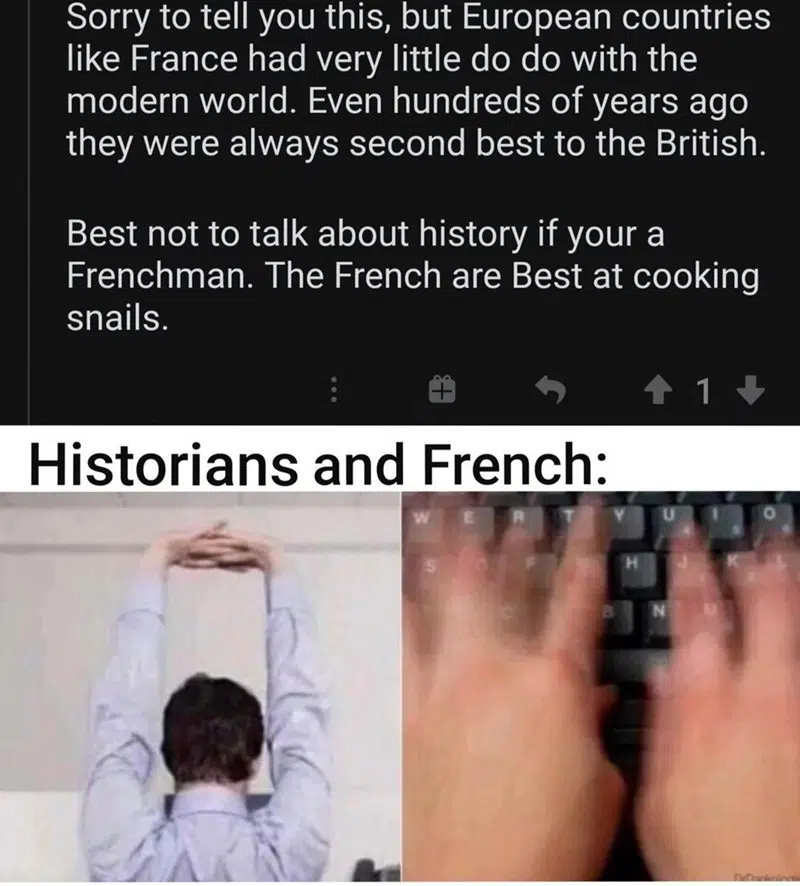 Sorry to tell you this, but European countries
like France had very little do do with the
modern world. Even hundreds of years ago
they were always second best to the British.
Best not to talk about history if your a
Frenchman. The French are Best at cooking
snails.
1
Historians and French:
W E R T Y U I O
S F H J K L
C B N M